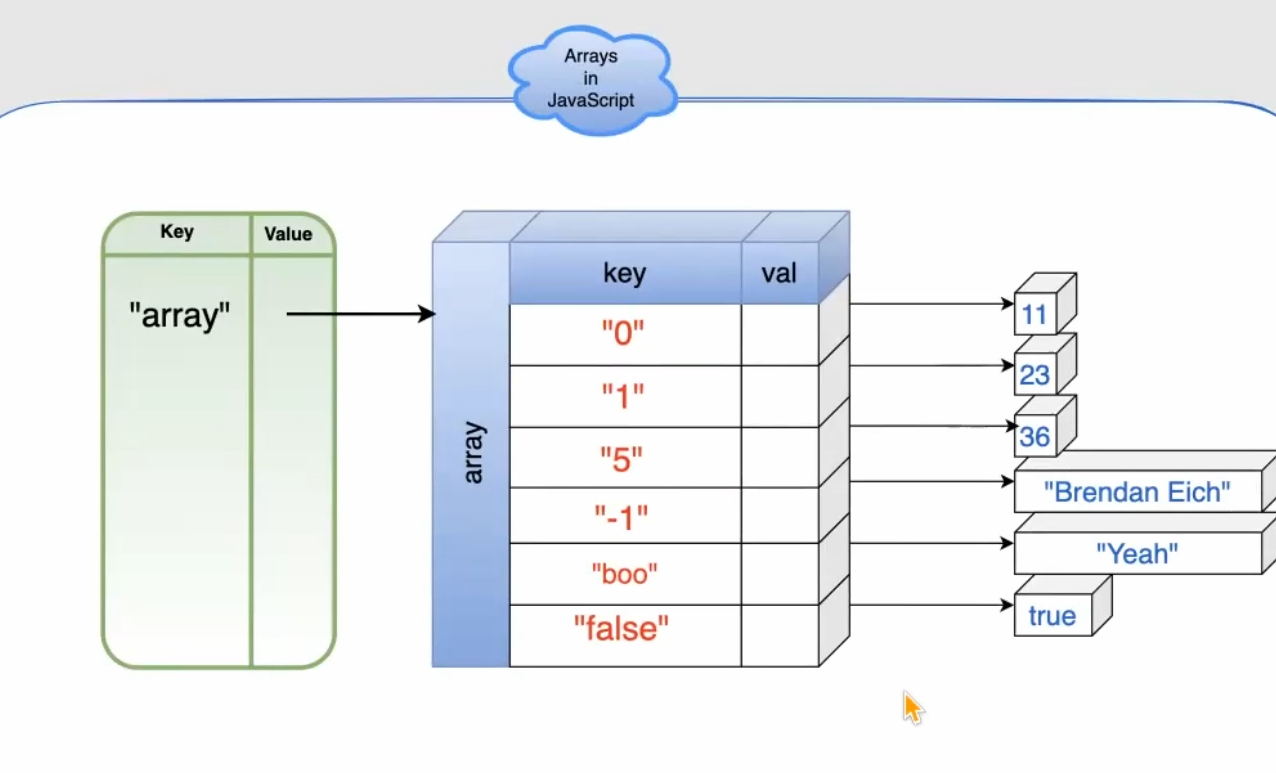 Arrays
in
JavaScript
Key Value
"array"
array
key val
"0"
"1"
"5"
"-1"
"boo"
"false"
11
23
36
"Brendan Eich"
"Yeah"
true